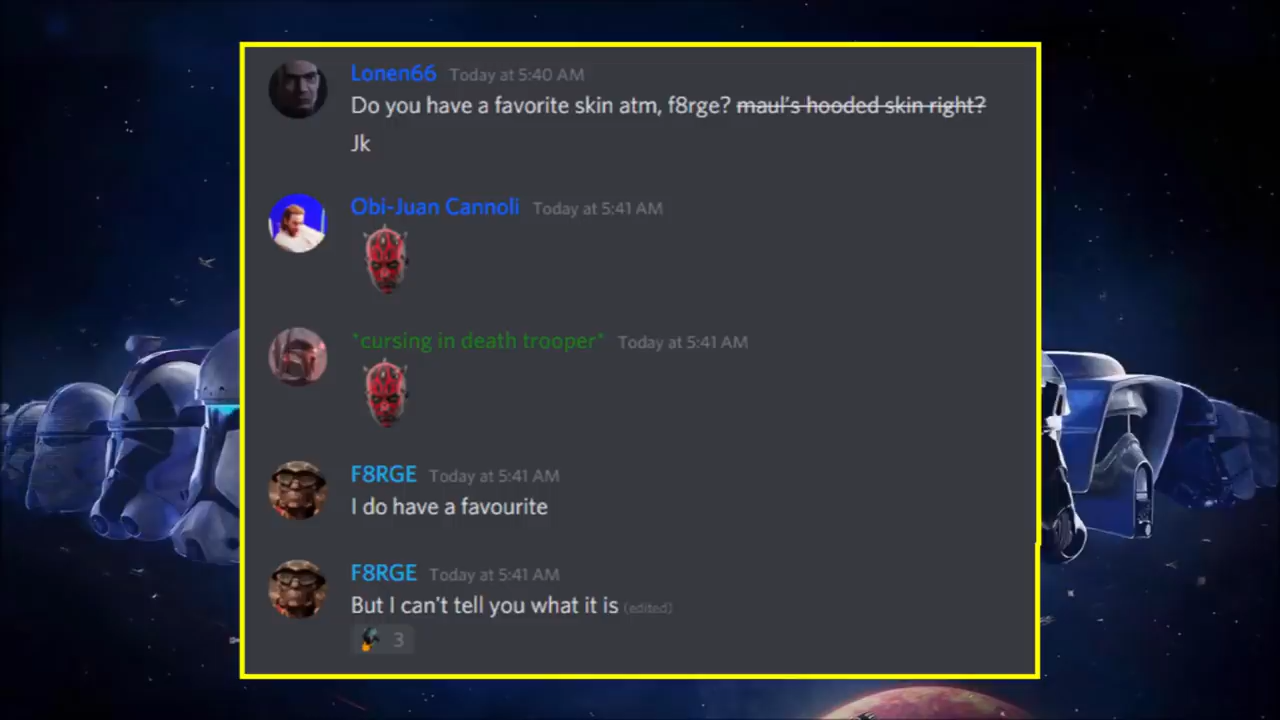 Lonen66 Today at 5:40 AM
Do you have a favorite skin atm, f8rge? maul's hooded skin right?
Jk
Obi-Juan Cannoli Today at 5:41 AM
*cursing in death trooper* Today at 5:41 AM
F8RGE Today at 5:41 AM
I do have a favourite
F8RGE Today at 5:41 AM
But I can't tell you what it is (edited)
3